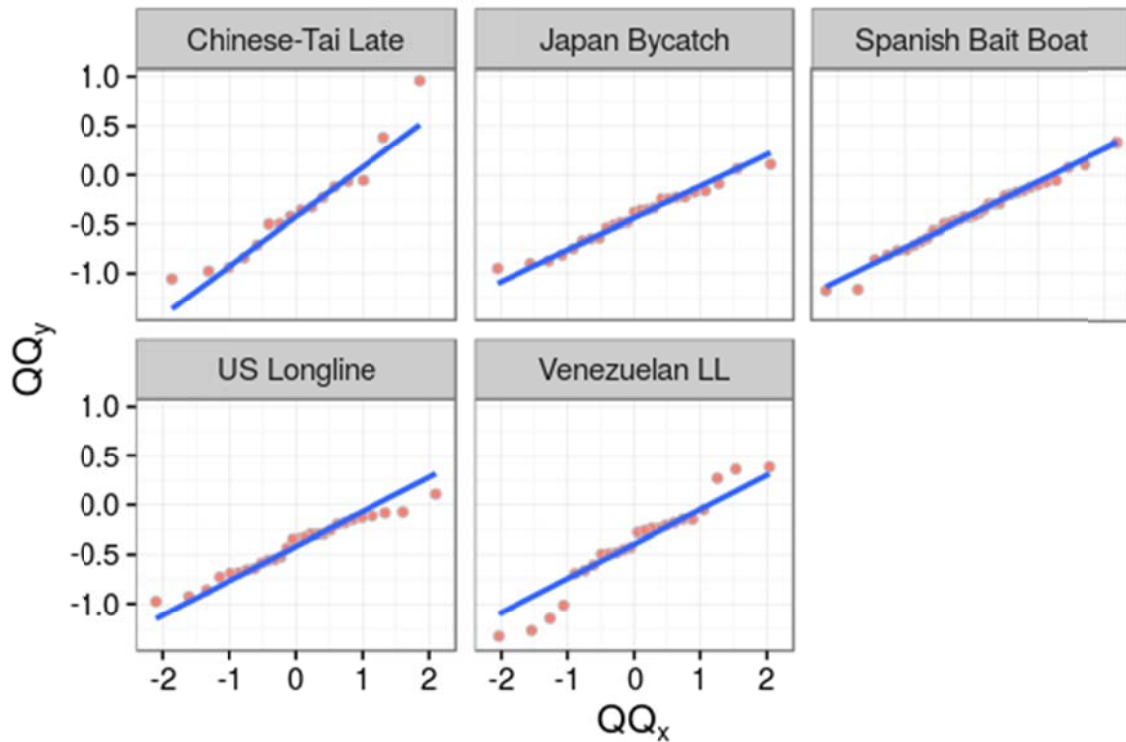 Chinese-Tai Late
Japan Bycatch
Spanish Bait Boat
1.0
0.5
0.0
-0.5
-1.0
QQy
US Longline
Venezuelan LL
1.0
0.5
0.0
-0.5
-1.0
-2 -1 0 1 2
-2 -1 0 1 2
QQx